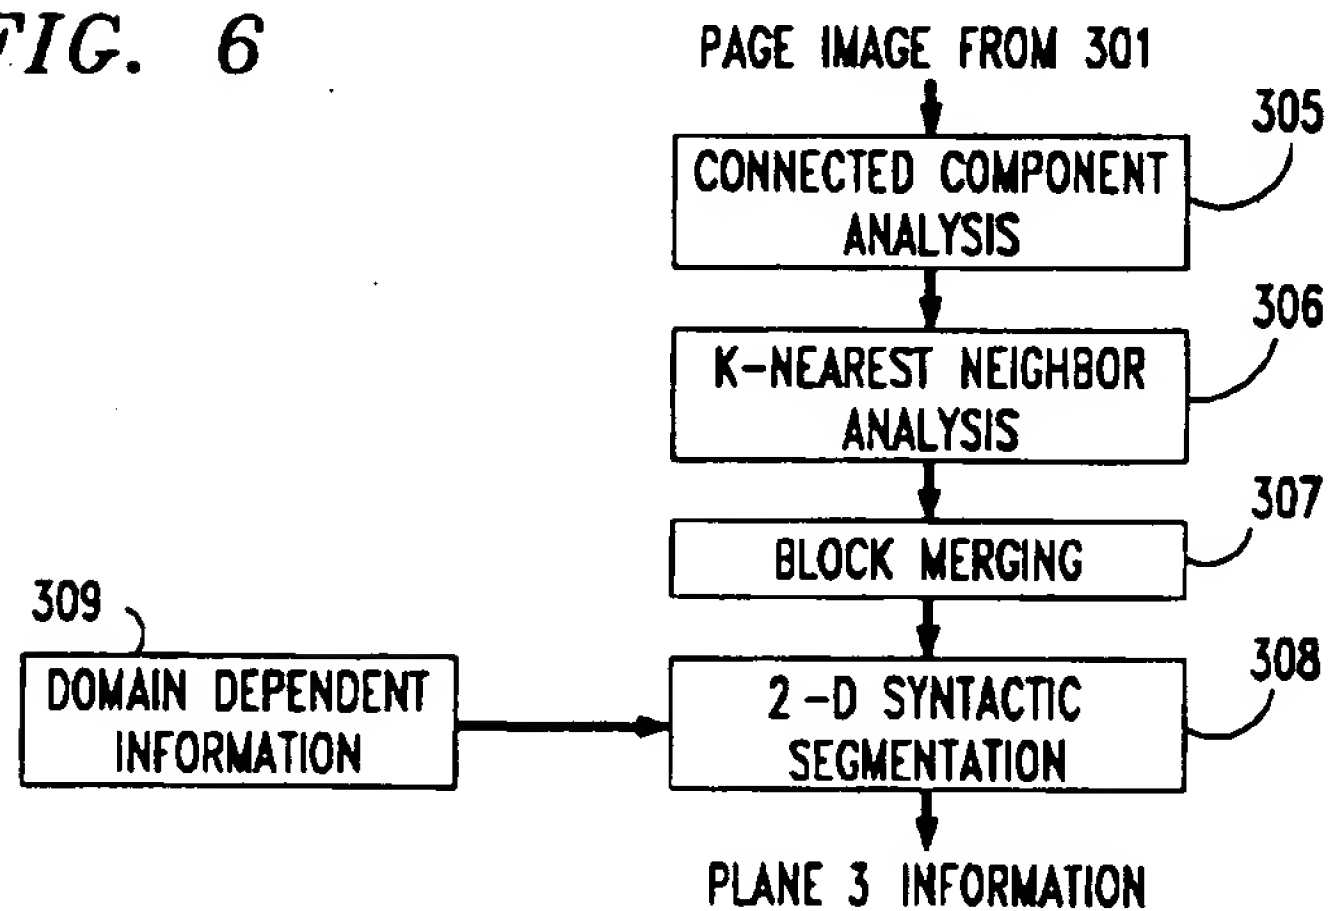 FIG. 6
PAGE IMAGE FROM 301
305
CONNECTED COMPONENT
ANALYSIS
306
K-NEAREST NEIGHBOR
ANALYSIS
307
BLOCK MERGING
309
DOMAIN DEPENDENT
INFORMATION
308
2-D SYNTACTIC
SEGMENTATION
PLANE 3 INFORMATION